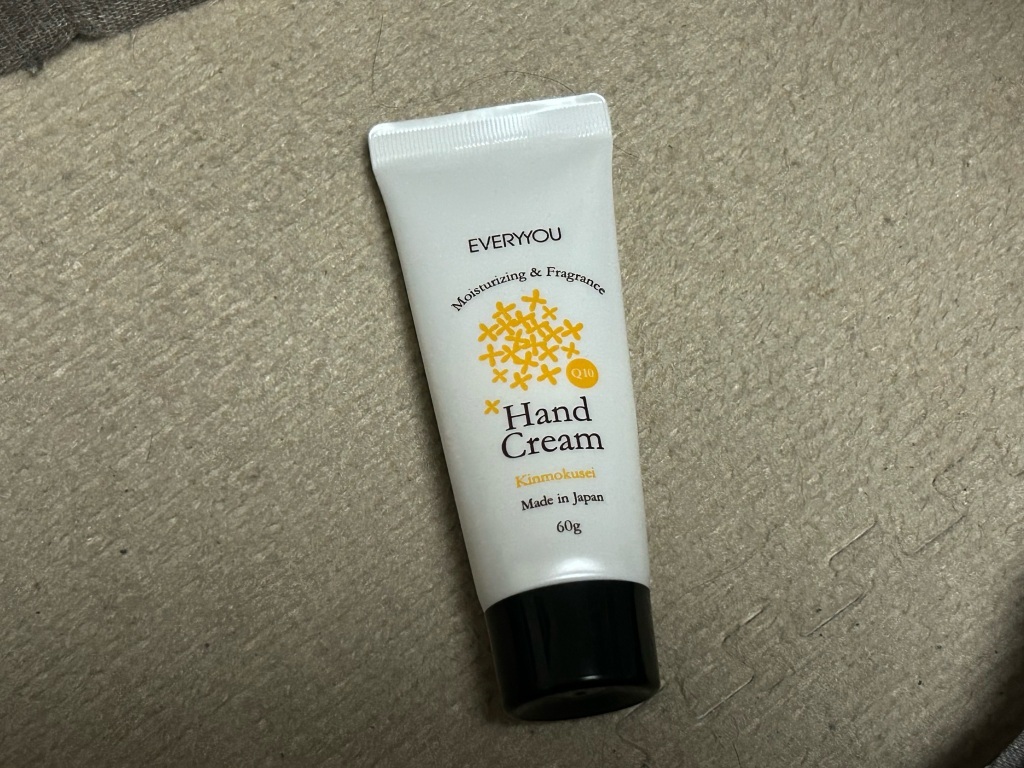 EVERYYOU
Moisturizing & Fragrance
Q10
Hand
Cream
Kinmokusei
Made in Japan
60g